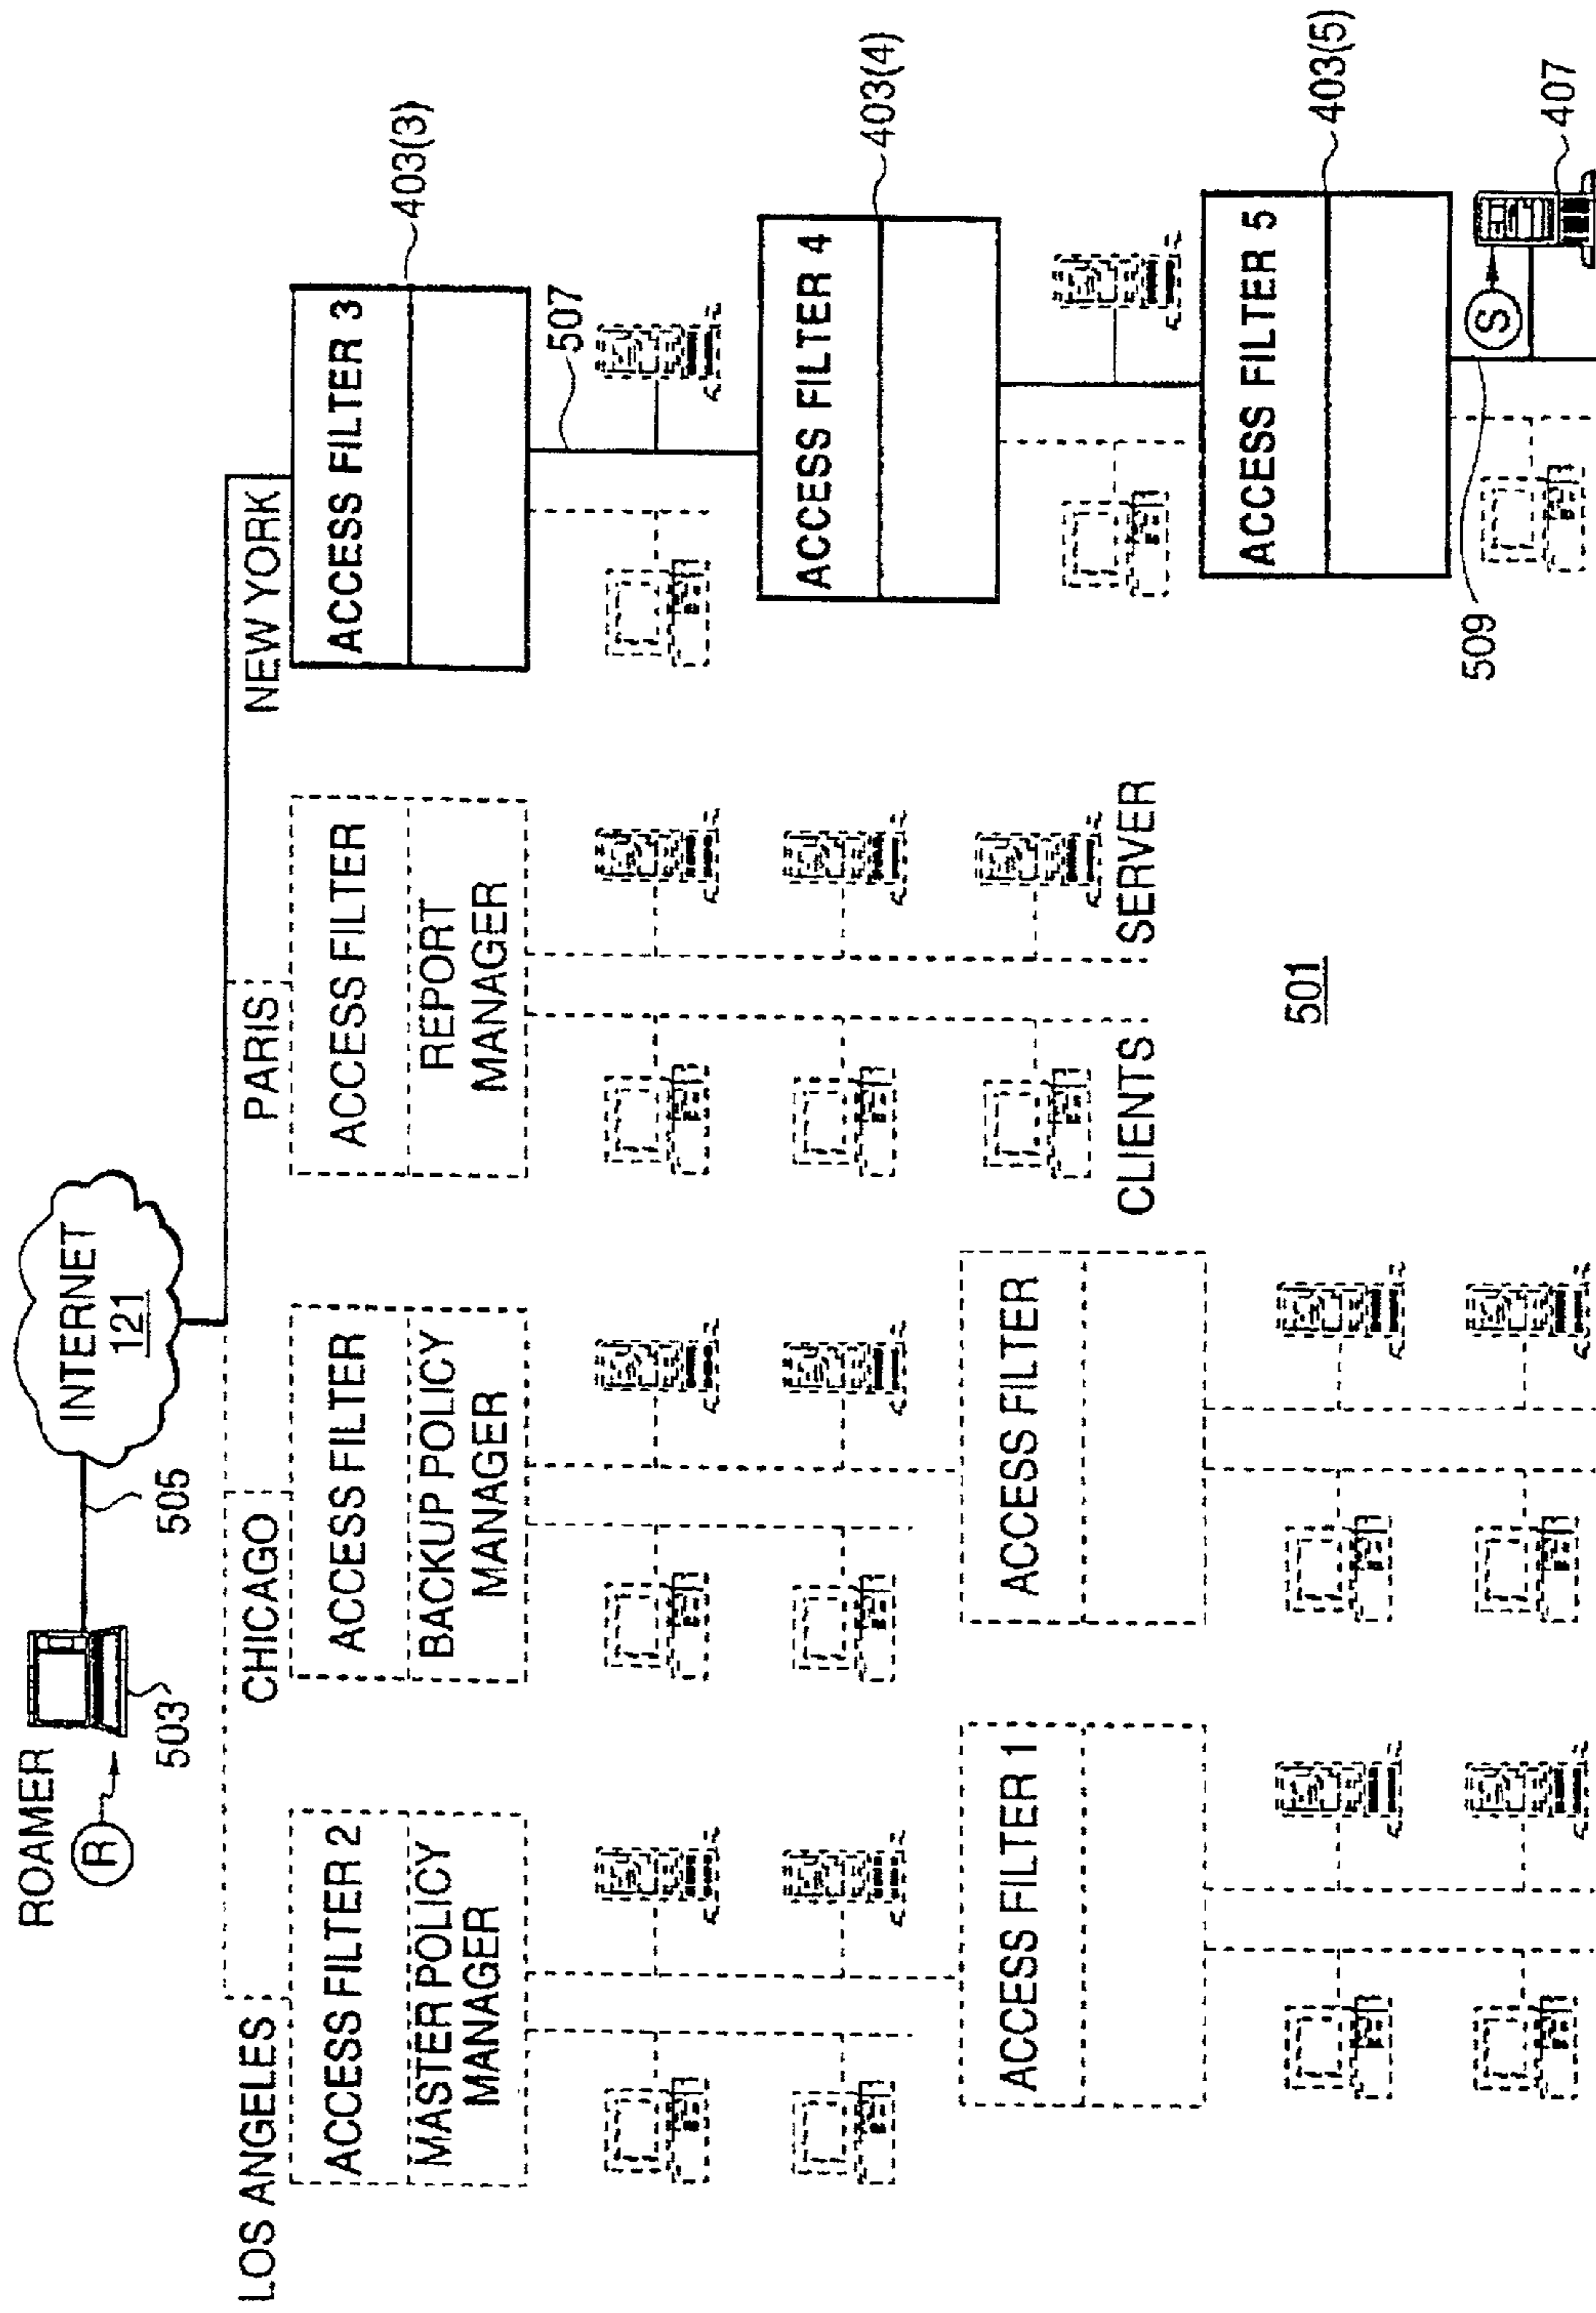 ROAMER
R
503
505
INTERNET
121
LOS ANGELES
CHICAGO
PARIS
NEW YORK
ACCESS FILTER 2
MASTER POLICY
MANAGER
ACCESS FILTER
BACKUP POLICY
MANAGER
ACCESS FILTER
REPORT
MANAGER
ACCESS FILTER 3
403(3)
507
ACCESS FILTER 4
403(4)
ACCESS FILTER 1
ACCESS FILTER
CLIENTS
SERVER
501
ACCESS FILTER 5
403(5)
509
S
407